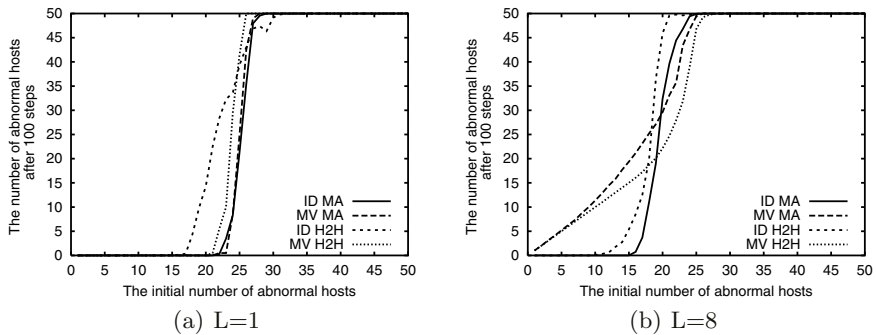 The number of abnormal hosts
after 100 steps
50
45
40
35
30
25
20
15
10
5
0
ID MA
MV MA
ID H2H
MV H2H
0 5 10 15 20 25 30 35 40 45 50
The initial number of abnormal hosts
(a) L=1
The number of abnormal hosts
after 100 steps
50
45
40
35
30
25
20
15
10
5
0
ID MA
MV MA
ID H2H
MV H2H
0 5 10 15 20 25 30 35 40 45 50
The initial number of abnormal hosts
(b) L=8